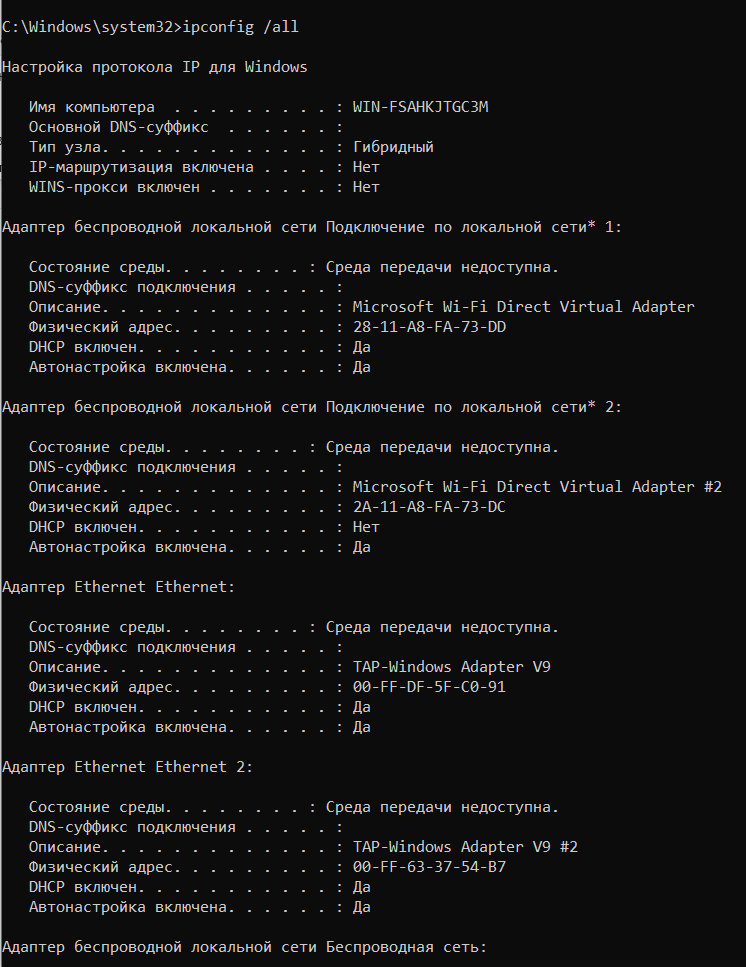 C:\Windows\system32>ipconfig /all
Настройка протокола IP для Windows
Имя компьютера . . . . . . . . . : WIN-FSAHKJTGC3M
Основной DNS-суффикс . . . . . . :
Тип узла. . . . . . . . . . . . . : Гибридный
IP-маршрутизация включена . . . . : Нет
WINS-прокси включен . . . . . . . : Нет
Адаптер беспроводной локальной сети Подключение по локальной сети* 1:
Состояние среды. . . . . . . . : Среда передачи недоступна.
DNS-суффикс подключения . . . . . :
Описание. . . . . . . . . . . . . : Microsoft Wi-Fi Direct Virtual Adapter
Физический адрес. . . . . . . . . : 28-11-A8-FA-73-DD
DHCP включен. . . . . . . . . . . : Да
Автонастройка включена. . . . . . : Да
Адаптер беспроводной локальной сети Подключение по локальной сети* 2:
Состояние среды. . . . . . . . : Среда передачи недоступна.
DNS-суффикс подключения . . . . . :
Описание. . . . . . . . . . . . . : Microsoft Wi-Fi Direct Virtual Adapter #2
Физический адрес. . . . . . . . . : 2A-11-A8-FA-73-DC
DHCP включен. . . . . . . . . . . : Нет
Автонастройка включена. . . . . . : Да
Адаптер Ethernet Ethernet:
Состояние среды. . . . . . . . : Среда передачи недоступна.
DNS-суффикс подключения . . . . . :
Описание. . . . . . . . . . . . . : TAP-Windows Adapter V9
Физический адрес. . . . . . . . . : 00-FF-DF-5F-C0-91
DHCP включен. . . . . . . . . . . : Да
Автонастройка включена. . . . . . : Да
Адаптер Ethernet Ethernet 2:
Состояние среды. . . . . . . . : Среда передачи недоступна.
DNS-суффикс подключения . . . . . :
Описание. . . . . . . . . . . . . : TAP-Windows Adapter V9 #2
Физический адрес. . . . . . . . . : 00-FF-63-37-54-B7
DHCP включен. . . . . . . . . . . : Да
Автонастройка включена. . . . . . : Да
Адаптер беспроводной локальной сети Беспроводная сеть: